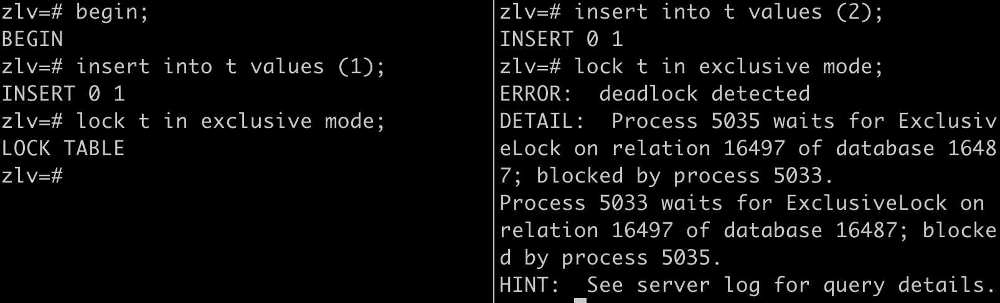 zlv=# begin;
BEGIN
zlv=# insert into t values (1);
INSERT 0 1
zlv=# lock t in exclusive mode;
LOCK TABLE
zlv=#
zlv=# insert into t values (2);
INSERT 0 1
zlv=# lock t in exclusive mode;
ERROR:  deadlock detected
DETAIL:  Process 5035 waits for Exclusiv
eLock on relation 16497 of database 1648
7; blocked by process 5033.
Process 5033 waits for ExclusiveLock on
relation 16497 of database 16487; blocke
d by process 5035.
HINT:  See server log for query details.